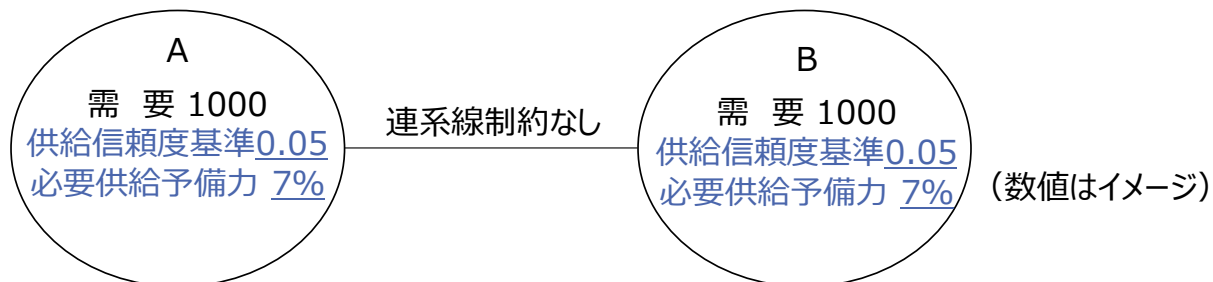 A
需 要 1000
供給信頼度基準0.05
必要供給予備力 7%
連系線制約なし
B
需 要 1000
供給信頼度基準0.05
必要供給予備力 7%
（数値はイメージ）